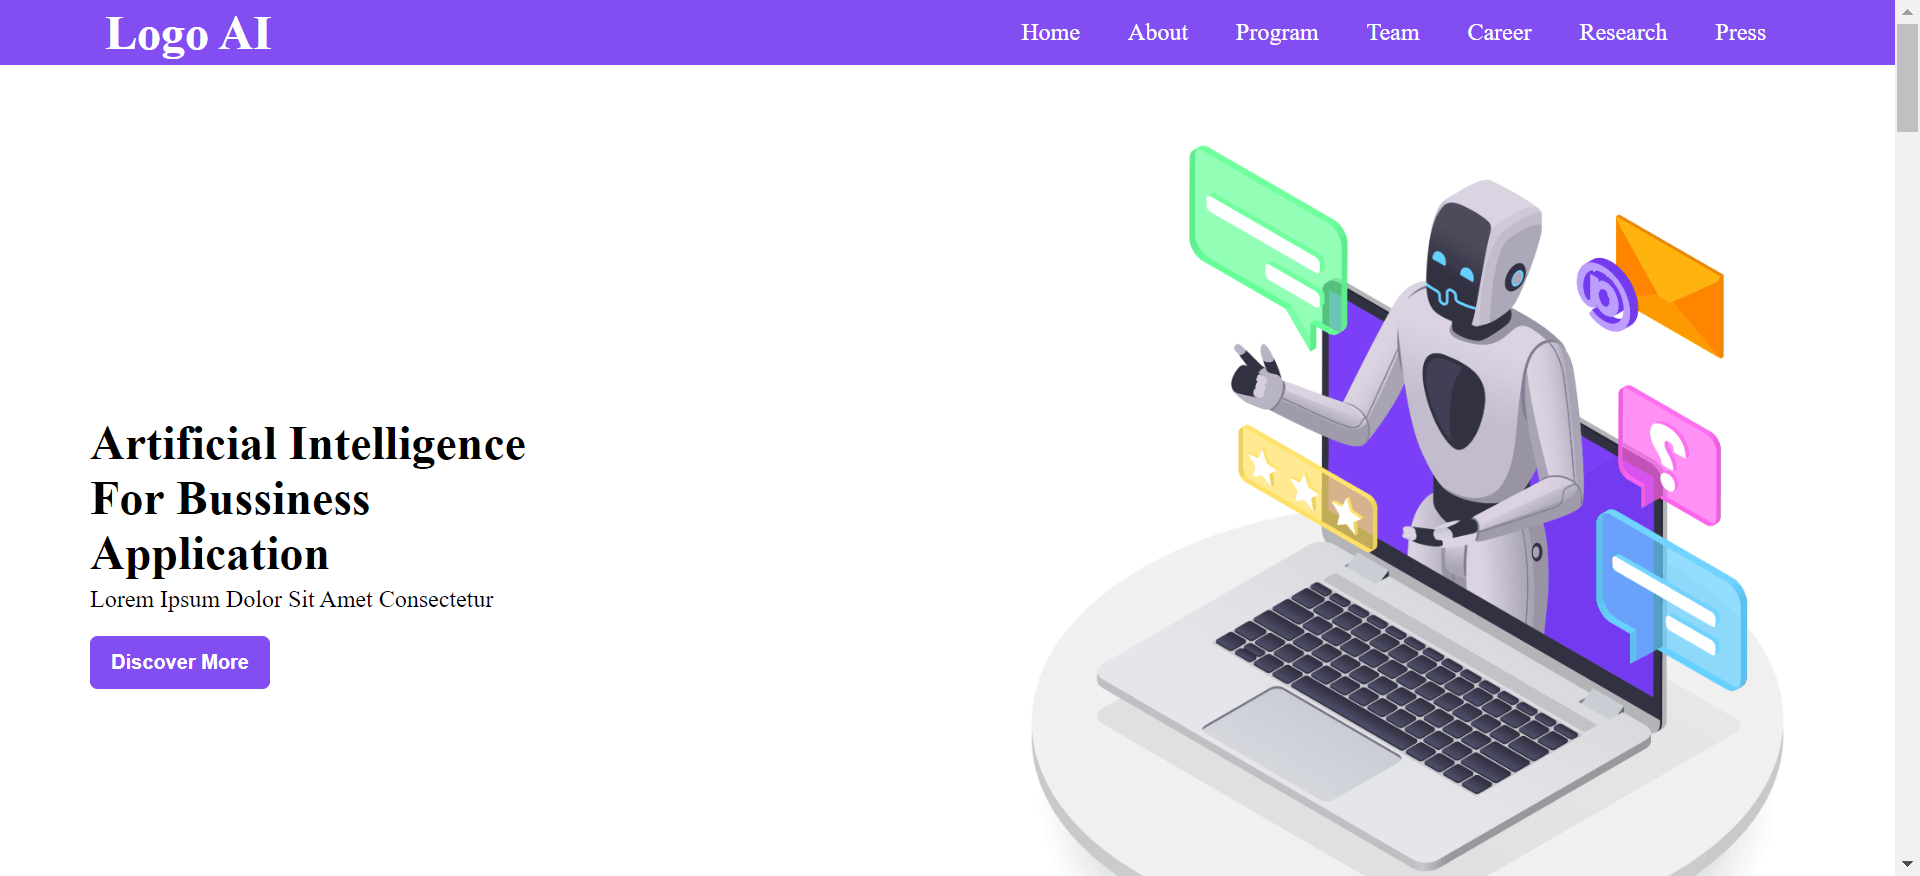 Logo AI
Home About Program Team Career Research Press
Artificial Intelligence
For Bussiness
Application
Lorem Ipsum Dolor Sit Amet Consectetur
Discover More